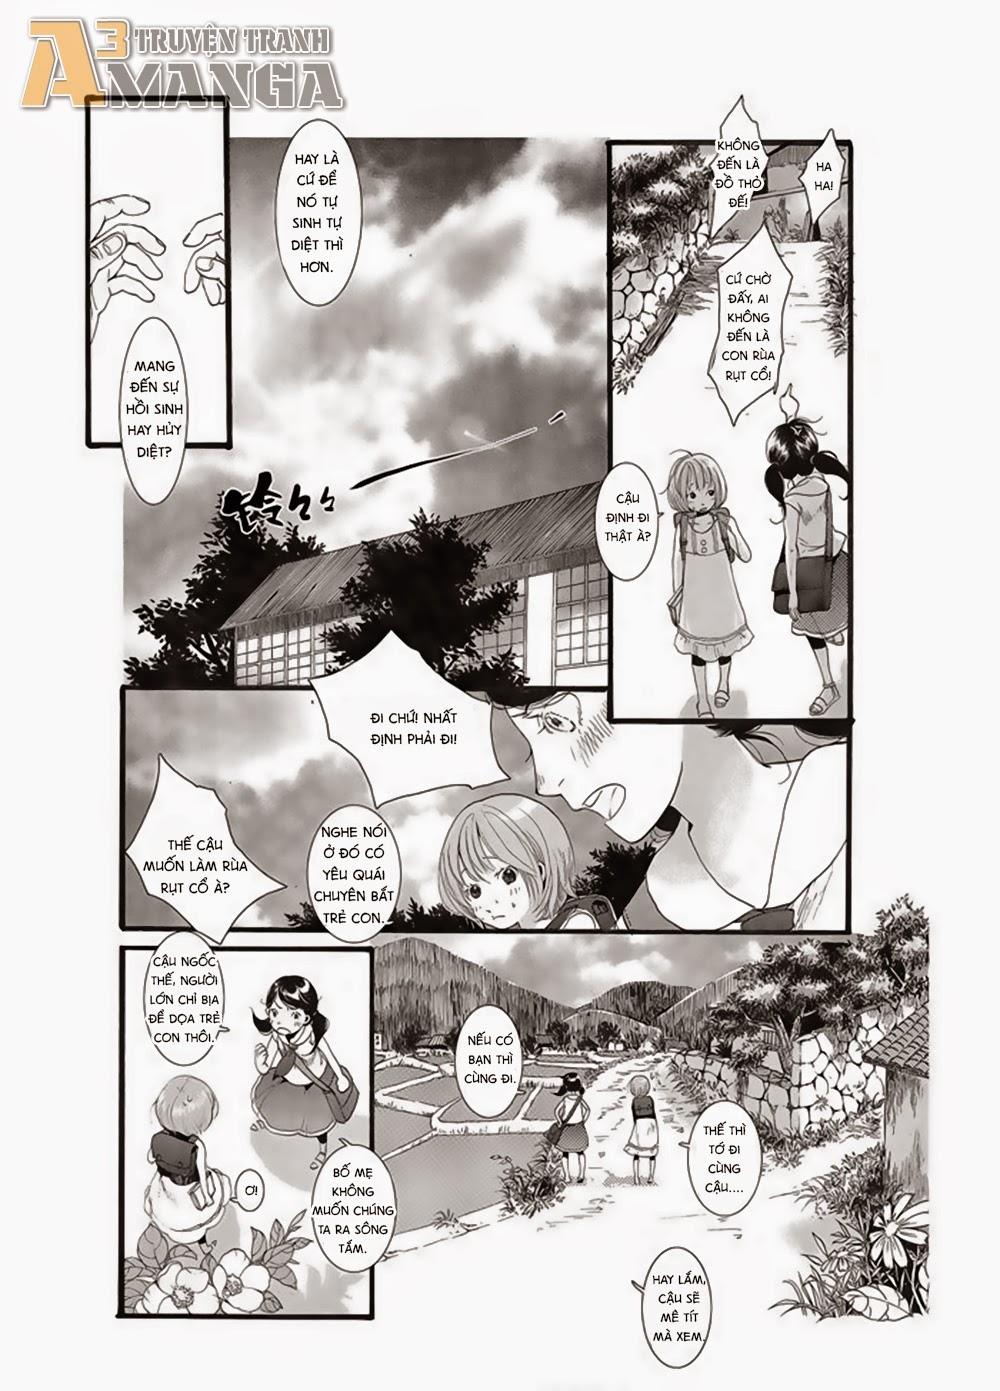 A3 TRUYỆN TRANH
MANGA
MANG
ĐẾN SỰ
HỒI SINH
HAY HỦY
DIỆT?
HAY LÀ
CỨ ĐỂ
NÓ TỰ
SINH TỰ
DIỆT THÌ
HƠN.
KHÔNG
ĐẾN LÀ
ĐỒ THỎ
ĐẾ!
HA
HA!
CỨ CHỜ
ĐẤY, AI
KHÔNG
ĐẾN LÀ
CON RÙA
RỤT CỔ!
CẬU
ĐỊNH ĐI
THẬT À?
ĐI CHỨ! NHẤT
ĐỊNH PHẢI ĐI!
THẾ CẬU
MUỐN LÀM RÙA
RỤT CỔ À?
NGHE NÓI
Ở ĐÓ CÓ
YÊU QUÁI
CHUYÊN BẮT
TRẺ CON.
CẬU NGỐC
THẾ, NGƯỜI
LỚN CHỈ BỊA
ĐỂ DỌA TRẺ
CON THÔI.
Ơ!
BỐ MẸ
KHÔNG
MUỐN CHÚNG
TA RA SÔNG
TẮM.
NẾU CÓ
BẠN THÌ
CÙNG ĐI.
THẾ THÌ
TỚ ĐI
CÙNG
CẬU....
HAY LẮM,
CẬU SẼ
MÊ TÍT
MÀ XEM.